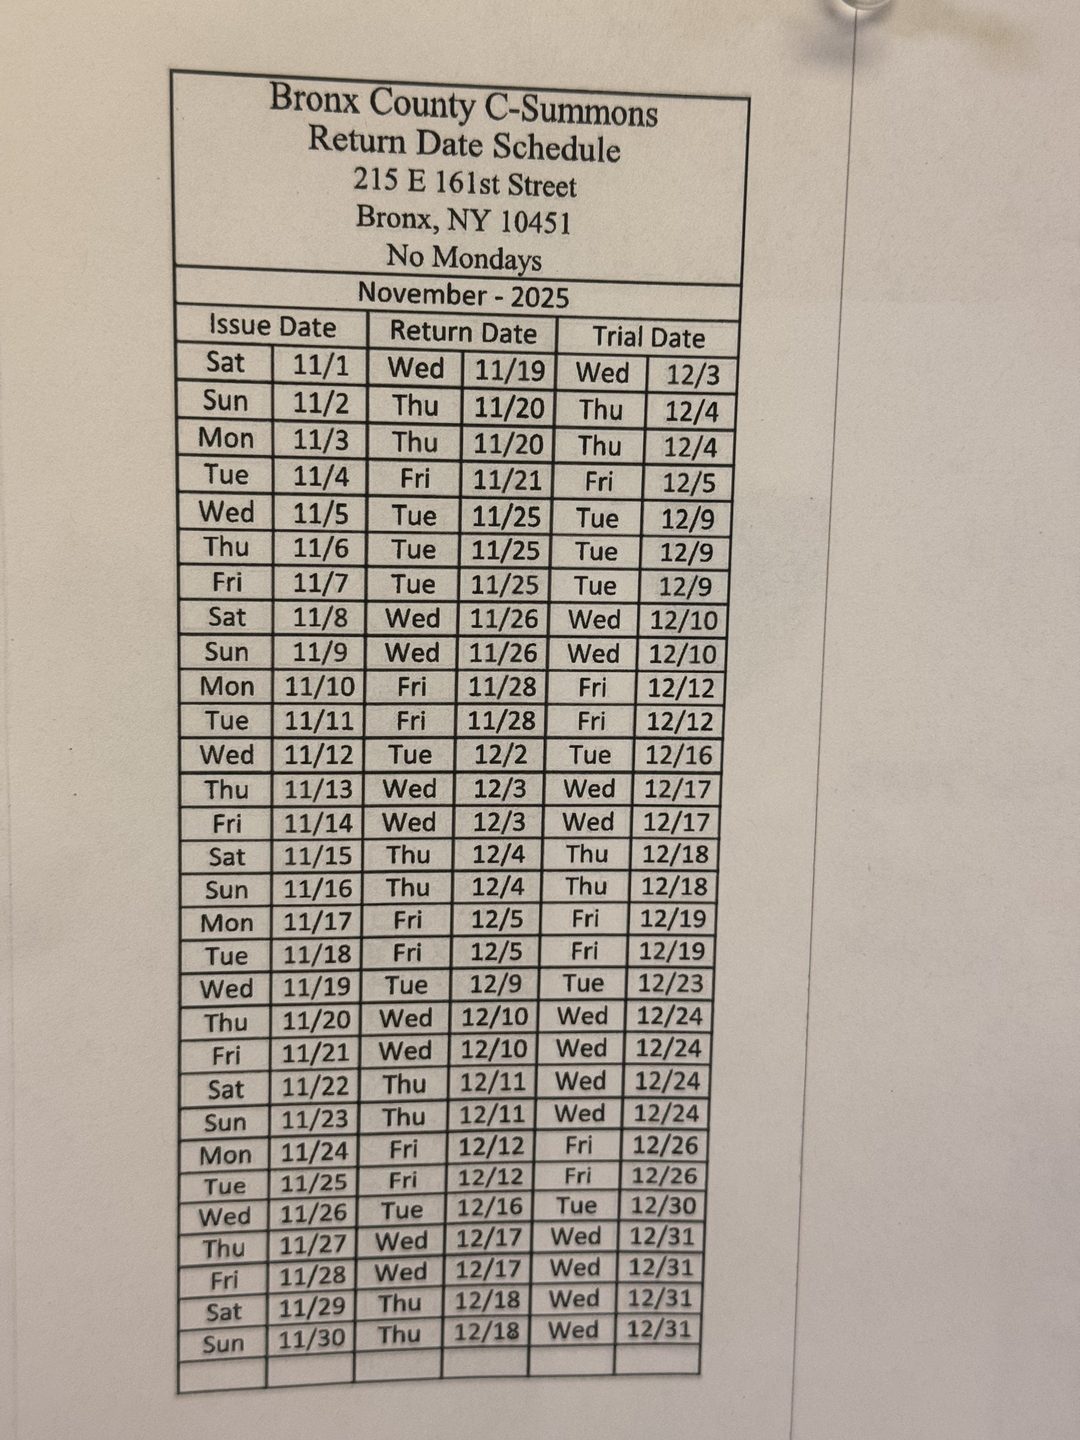 Bronx County C-Summons
Return Date Schedule
215 E 161st Street
Bronx, NY 10451
No Mondays
November - 2025
Issue Date Return Date Trial Date
Sat 11/1 Wed 11/19 Wed 12/3
Sun 11/2 Thu 11/20 Thu 12/4
Mon 11/3 Thu 11/20 Thu 12/4
Tue 11/4 Fri 11/21 Fri 12/5
Wed 11/5 Tue 11/25 Tue 12/9
Thu 11/6 Tue 11/25 Tue 12/9
Fri 11/7 Tue 11/25 Tue 12/9
Sat 11/8 Wed 11/26 Wed 12/10
Sun 11/9 Wed 11/26 Wed 12/10
Mon 11/10 Fri 11/28 Fri 12/12
Tue 11/11 Fri 11/28 Fri 12/12
Wed 11/12 Tue 12/2 Tue 12/16
Thu 11/13 Wed 12/3 Wed 12/17
Fri 11/14 Wed 12/3 Wed 12/17
Sat 11/15 Thu 12/4 Thu 12/18
Sun 11/16 Thu 12/4 Thu 12/18
Mon 11/17 Fri 12/5 Fri 12/19
Tue 11/18 Fri 12/5 Fri 12/19
Wed 11/19 Tue 12/9 Tue 12/23
Thu 11/20 Wed 12/10 Wed 12/24
Fri 11/21 Wed 12/10 Wed 12/24
Sat 11/22 Thu 12/11 Wed 12/24
Sun 11/23 Thu 12/11 Wed 12/24
Mon 11/24 Fri 12/12 Fri 12/26
Tue 11/25 Fri 12/12 Fri 12/26
Wed 11/26 Tue 12/16 Tue 12/30
Thu 11/27 Wed 12/17 Wed 12/31
Fri 11/28 Wed 12/17 Wed 12/31
Sat 11/29 Thu 12/18 Wed 12/31
Sun 11/30 Thu 12/18 Wed 12/31